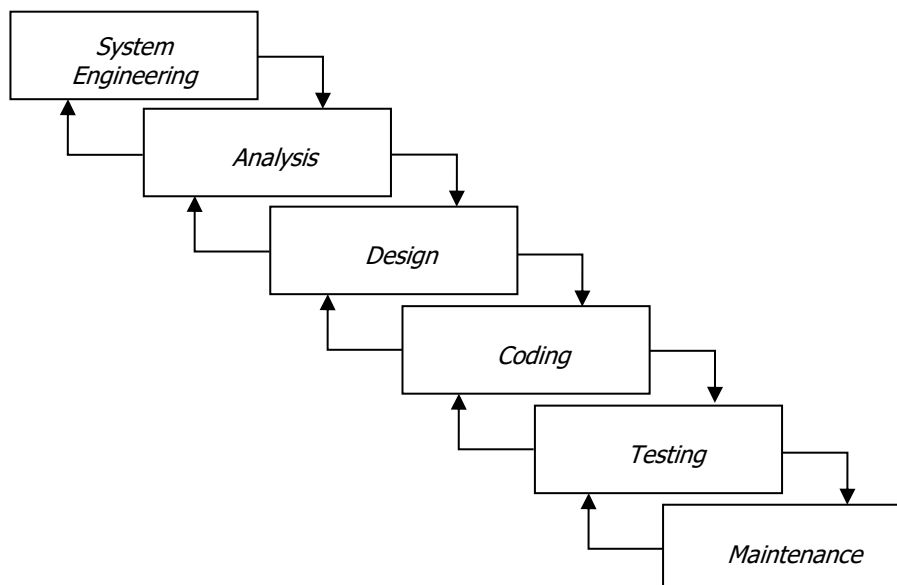 System
Engineering
Analysis
Design
Coding
Testing
Maintenance